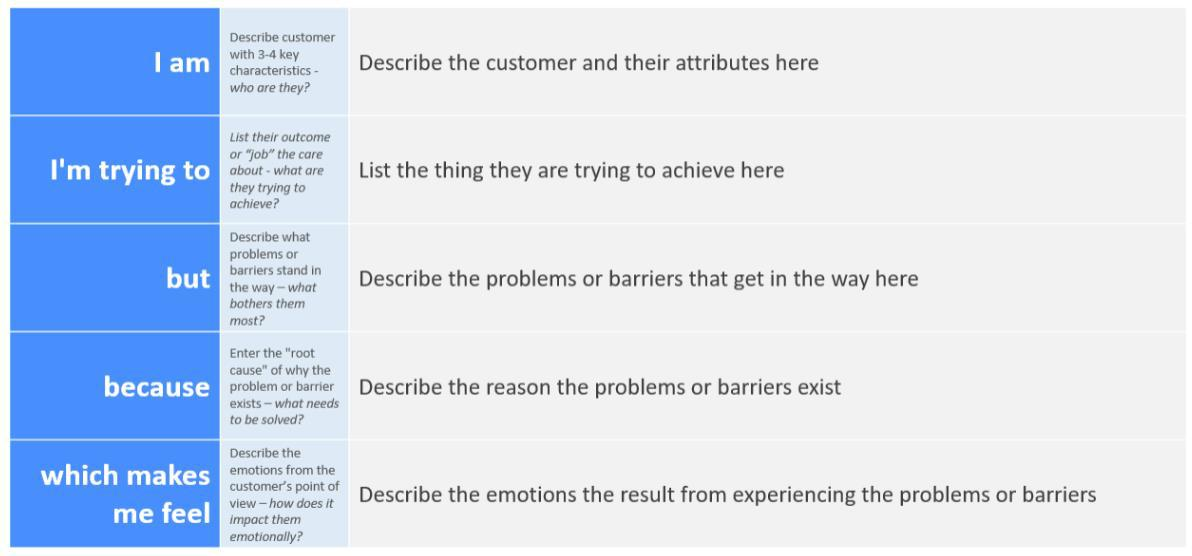 I am
Describe customer
with 3-4 key
characteristics -
who are they?
Describe the customer and their attributes here
I'm trying to
List their outcome
or “job” the care
about - what are
they trying to
achieve?
List the thing they are trying to achieve here
but
Describe what
problems or
barriers stand in
the way – what
bothers them
most?
Describe the problems or barriers that get in the way here
because
Enter the "root
cause" of why the
problem or barrier
exists – what needs
to be solved?
Describe the reason the problems or barriers exist
which makes
me feel
Describe the
emotions from the
customer’s point of
view – how does it
impact them
emotionally?
Describe the emotions the result from experiencing the problems or barriers